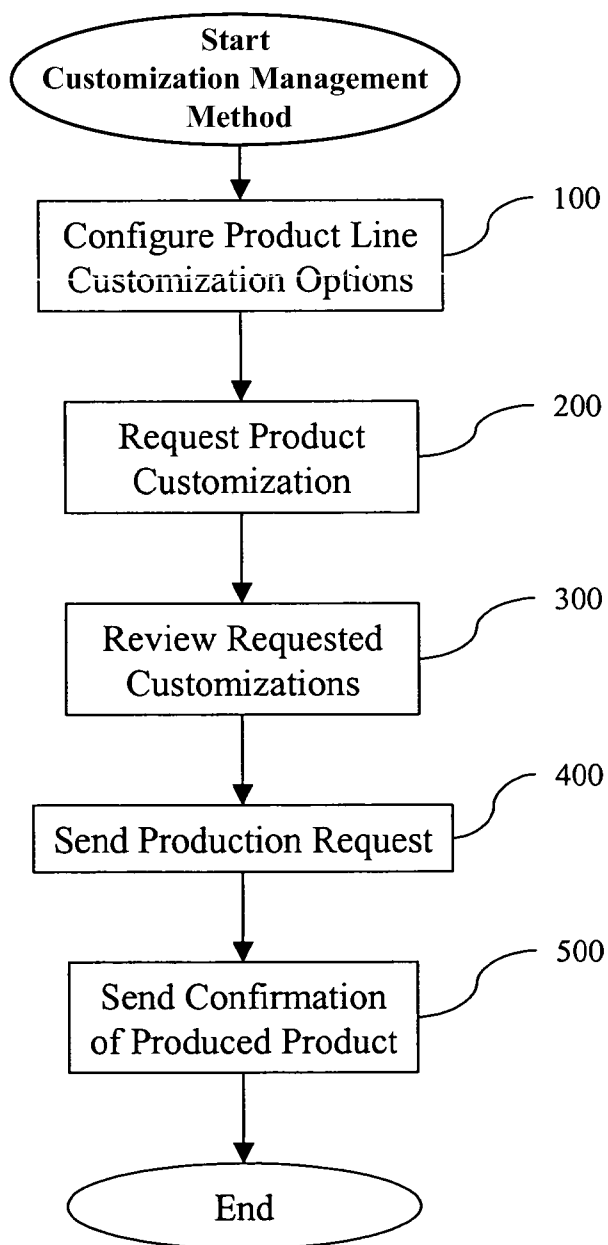 Start
Customization Management
Method
100
Configure Product Line
Customization Options
200
Request Product
Customization
300
Review Requested
Customizations
400
Send Production Request
500
Send Confirmation
of Produced Product
End